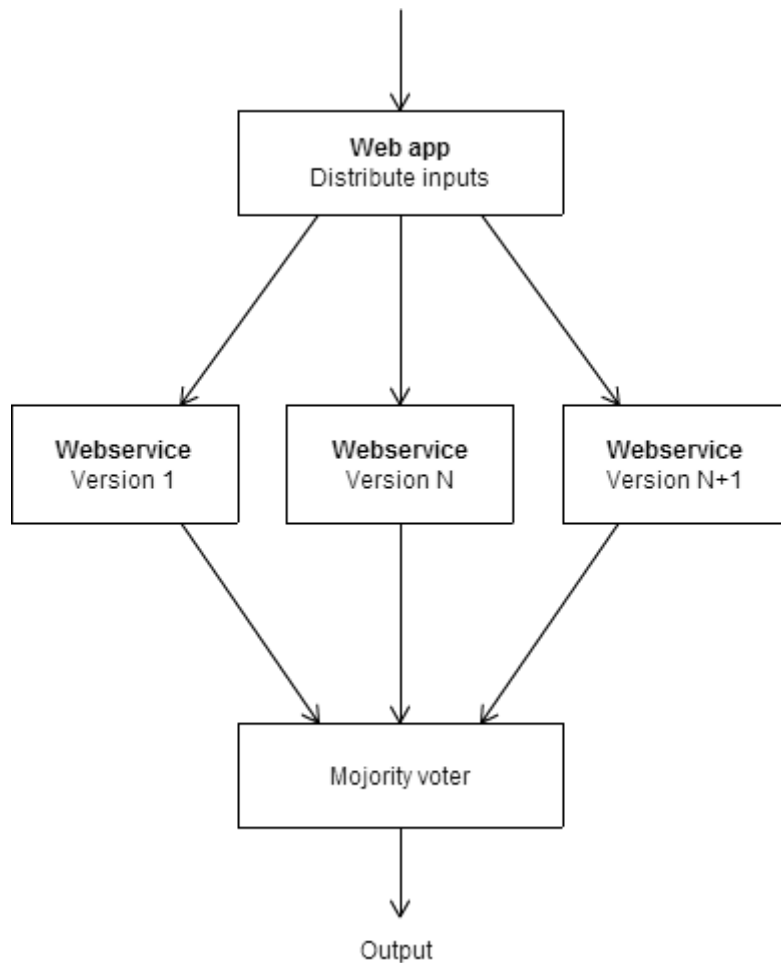 Web app
Distribute inputs
Webservice
Version 1
Webservice
Version N
Webservice
Version N+1
Mojority voter
Output